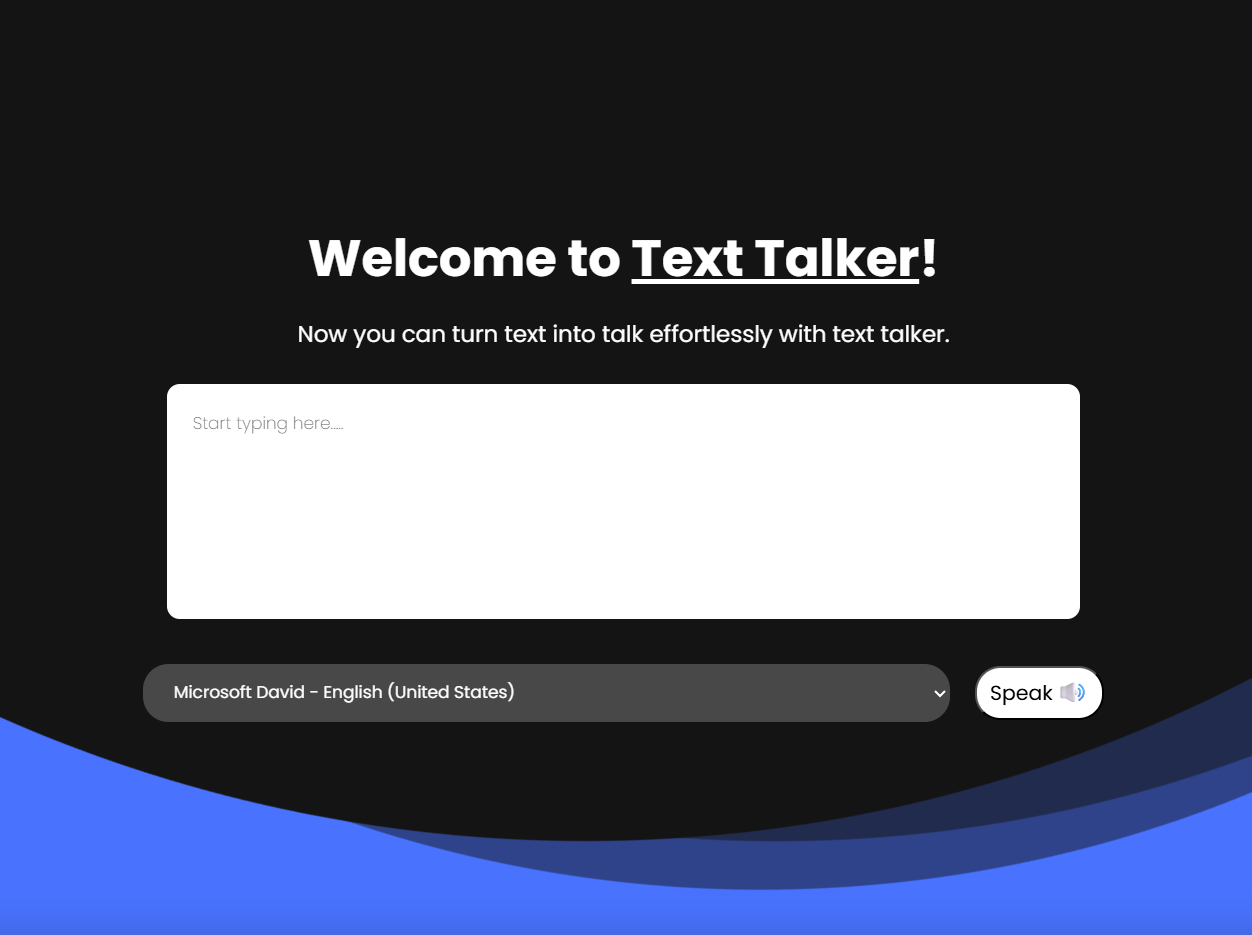 Welcome to Text Talker!
Now you can turn text into talk effortlessly with text talker.
Start typing here.....
Microsoft David - English (United States)
Speak 🔊